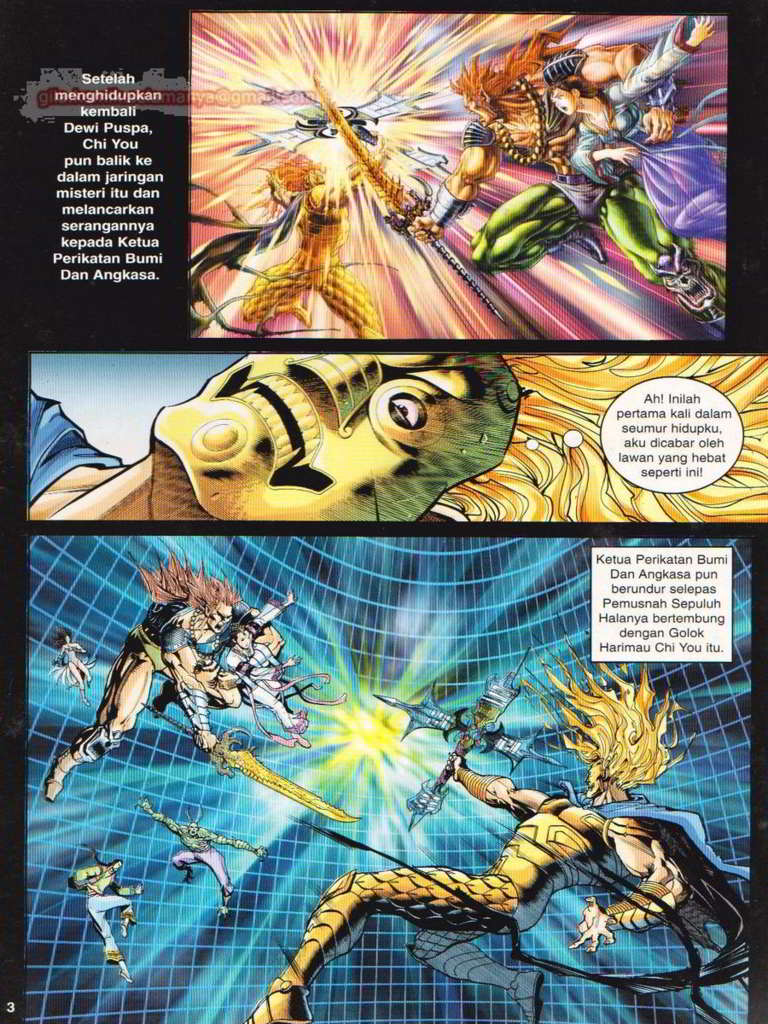 Setelah
menghidupkan
kembali
Dewi Puspa,
Chi You
pun balik ke
dalam jaringan
misteri itu dan
melancarkan
serangannya
kepada Ketua
Perikatan Bumi
Dan Angkasa.
Ah! Inilah
pertama kali dalam
seumur hidupku,
aku dicabar oleh
lawan yang hebat
seperti ini!
Ketua Perikatan Bumi
Dan Angkasa pun
berundur selepas
Pemusnah Sepuluh
Halanya bertembung
dengan Golok
Harimau Chi You itu.
3